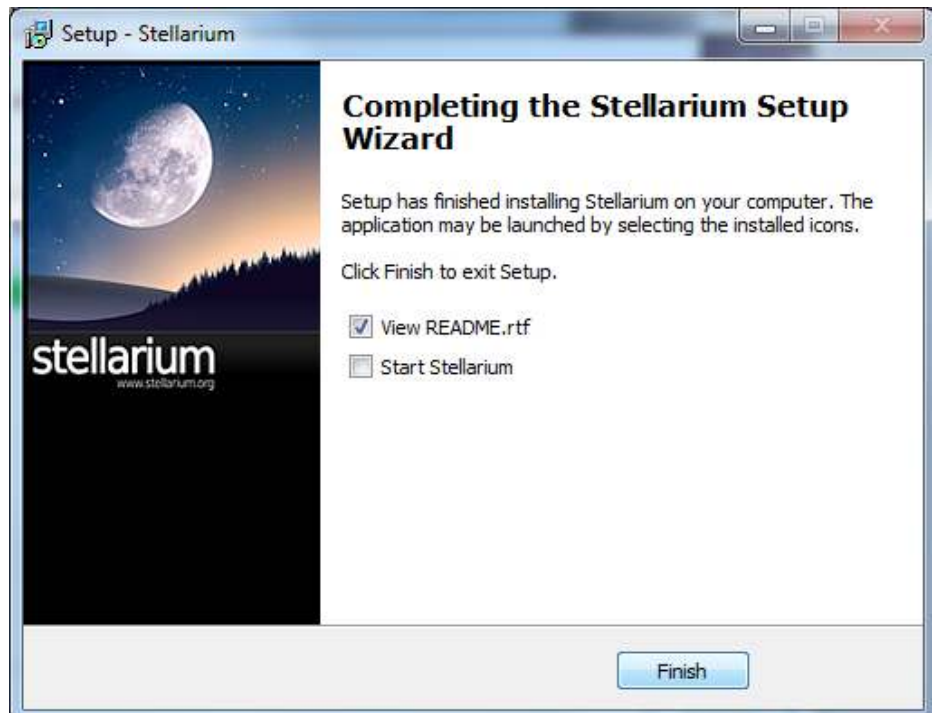 Setup - Stellarium
Completing the Stellarium Setup
Wizard
Setup has finished installing Stellarium on your computer. The
application may be launched by selecting the installed icons.
Click Finish to exit Setup.
View README.rtf
Start Stellarium
stellarium
www.stellarium.org
Finish